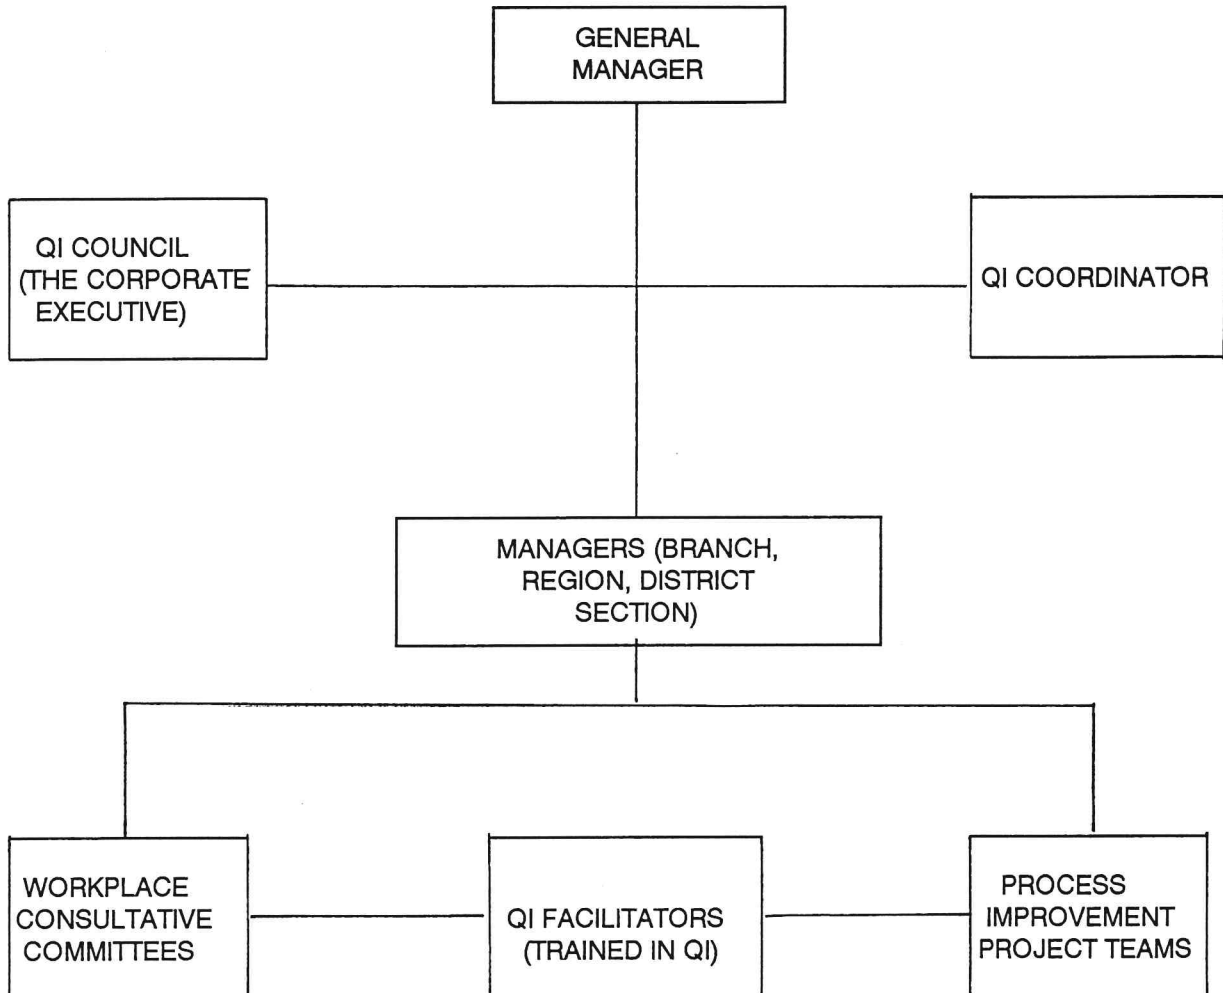 GENERAL
MANAGER
QI COUNCIL
(THE CORPORATE
EXECUTIVE)
QI COORDINATOR
MANAGERS (BRANCH,
REGION, DISTRICT
SECTION)
WORKPLACE
CONSULTATIVE
COMMITTEES
QI FACILITATORS
(TRAINED IN QI)
PROCESS
IMPROVEMENT
PROJECT TEAMS